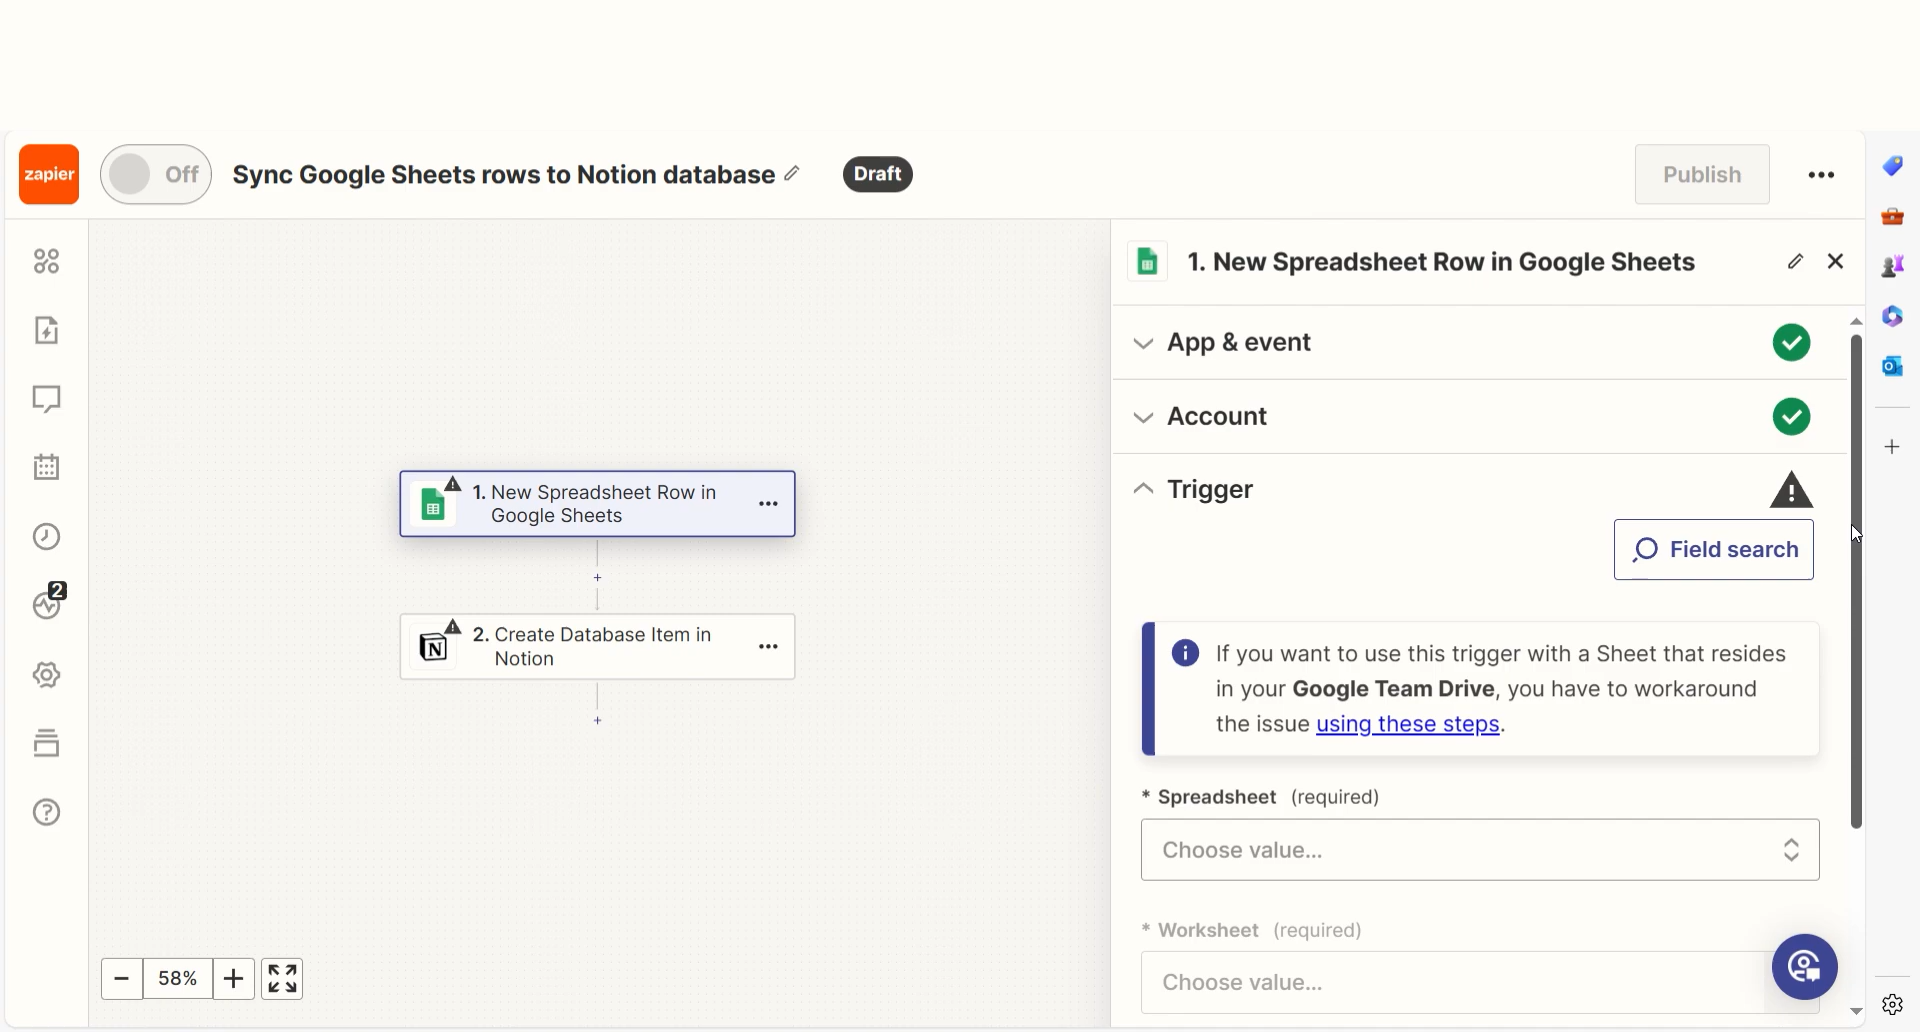 zapier
Off
Sync Google Sheets rows to Notion database
Draft
Publish
1. New Spreadsheet Row in Google Sheets
App & event
Account
1. New Spreadsheet Row in
Google Sheets
Trigger
Field search
2
2. Create Database Item in
Notion
If you want to use this trigger with a Sheet that resides
in your Google Team Drive, you have to workaround
the issue using these steps.
* Spreadsheet (required)
Choose value...
* Worksheet (required)
Choose value...
58%